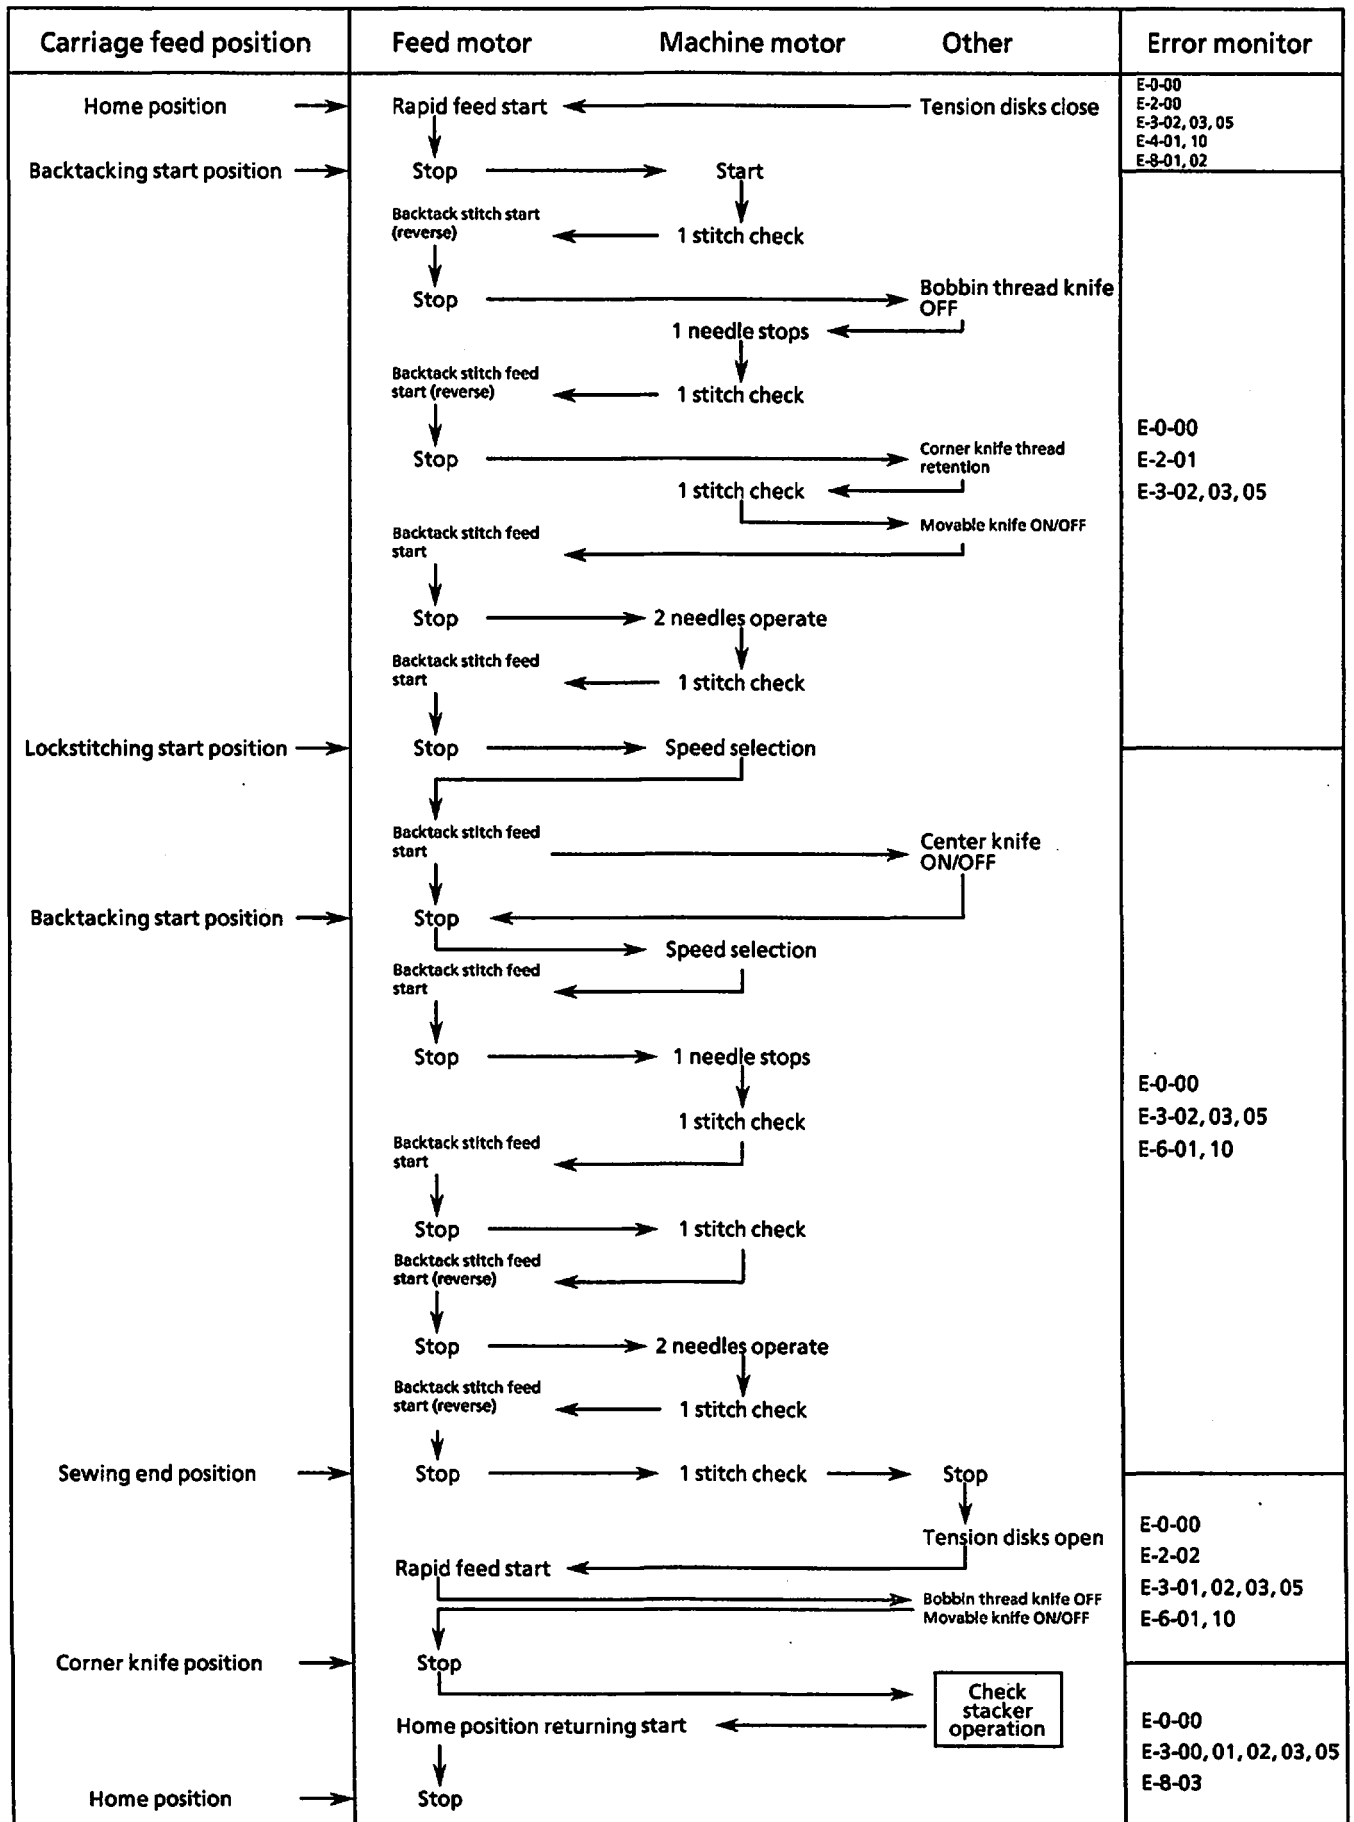 Carriage feed position
Feed motor
Machine motor
Other
Error monitor
Home position
Rapid feed start
Tension disks close
E-0-00
E-2-00
E-3-02, 03, 05
E-4-01, 10
E-8-01, 02
Backtacking start position
Stop
Start
Backtack stitch start
(reverse)
1 stitch check
Stop
Bobbin thread knife
OFF
1 needle stops
Backtack stitch feed
start (reverse)
1 stitch check
Stop
Corner knife thread
retention
1 stitch check
Movable knife ON/OFF
Backtack stitch feed
start
Stop
2 needles operate
Backtack stitch feed
start
1 stitch check
E-0-00
E-2-01
E-3-02, 03, 05
Lockstitching start position
Stop
Speed selection
Backtack stitch feed
start
Center knife
ON/OFF
Backtacking start position
Stop
Speed selection
Backtack stitch feed
start
Stop
1 needle stops
1 stitch check
Backtack stitch feed
start
Stop
1 stitch check
Backtack stitch feed
start (reverse)
Stop
2 needles operate
Backtack stitch feed
start (reverse)
1 stitch check
E-0-00
E-3-02, 03, 05
E-6-01, 10
Sewing end position
Stop
1 stitch check
Stop
Tension disks open
Rapid feed start
Bobbin thread knife OFF
Movable knife ON/OFF
E-0-00
E-2-02
E-3-01, 02, 03, 05
E-6-01, 10
Corner knife position
Stop
Check
stacker
operation
Home position returning start
E-0-00
E-3-00, 01, 02, 03, 05
E-8-03
Home position
Stop